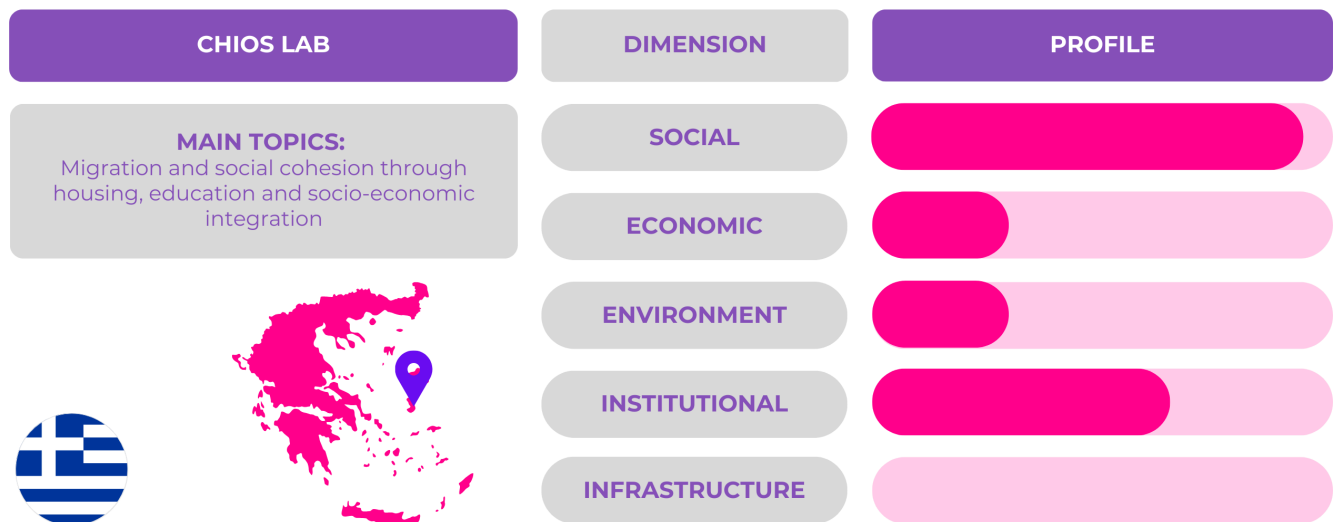 CHIOS LAB
DIMENSION
PROFILE
MAIN TOPICS:
Migration and social cohesion through
housing, education and socio-economic
integration
SOCIAL
ECONOMIC
ENVIRONMENT
INSTITUTIONAL
INFRASTRUCTURE